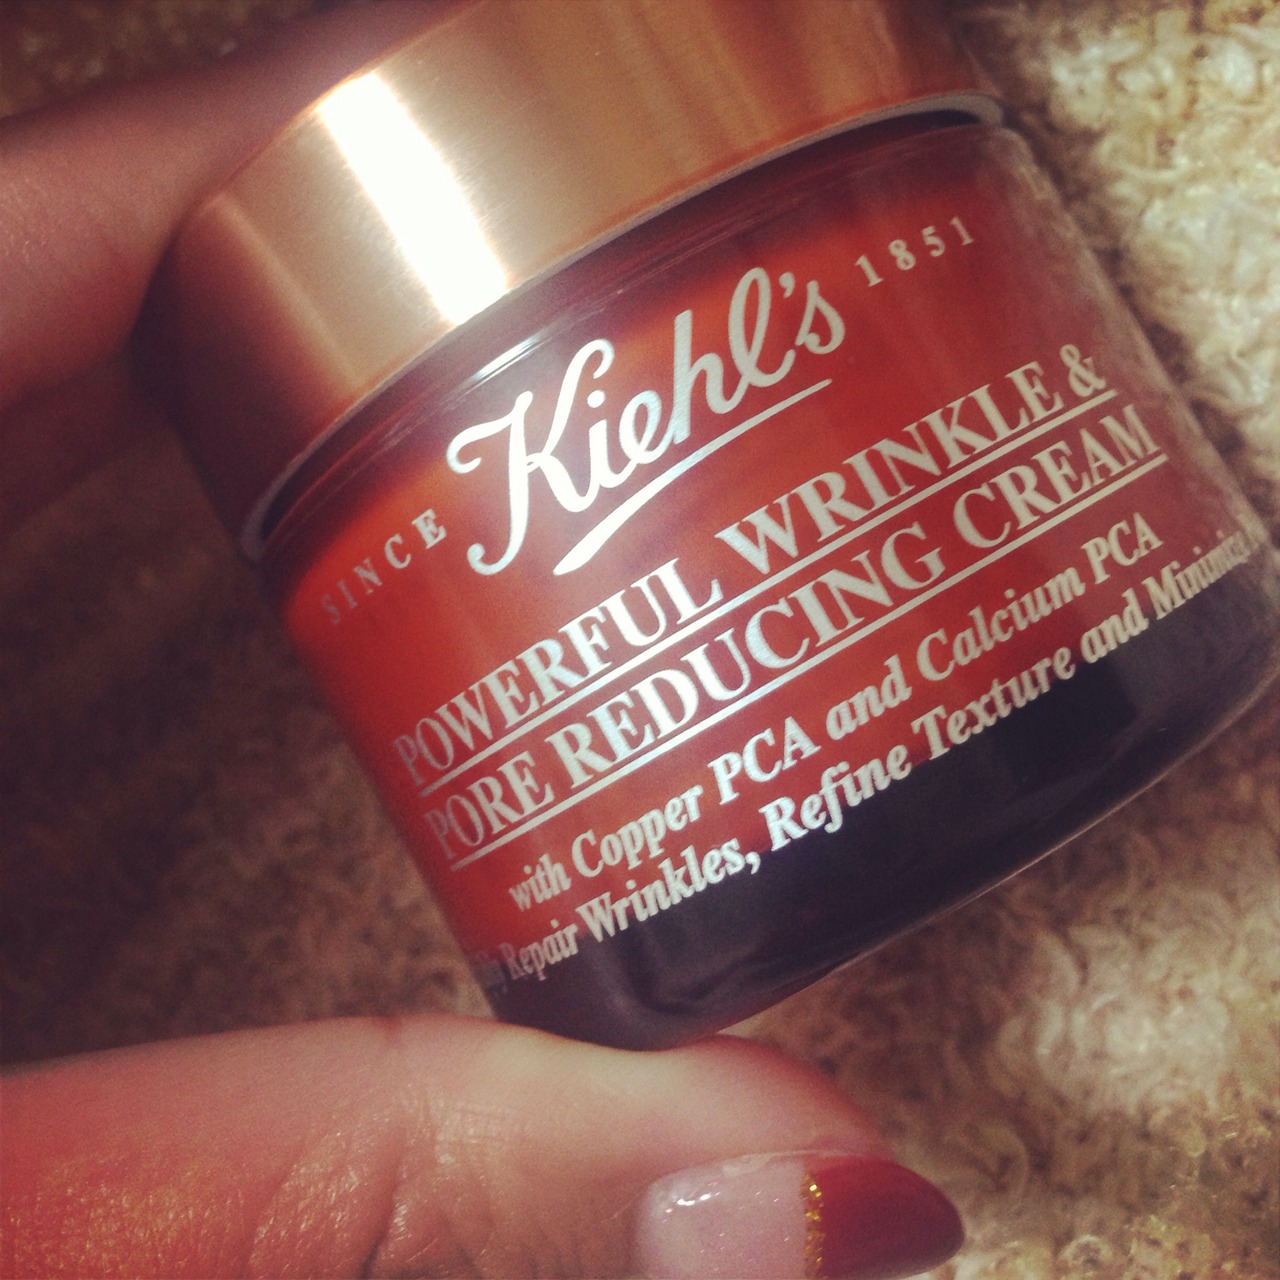 SINCE Kiehl's 1851
POWERFUL WRINKLE &
PORE REDUCING CREAM
with Copper PCA and Calcium PCA
Repair Wrinkles, Refine Texture and Minimize